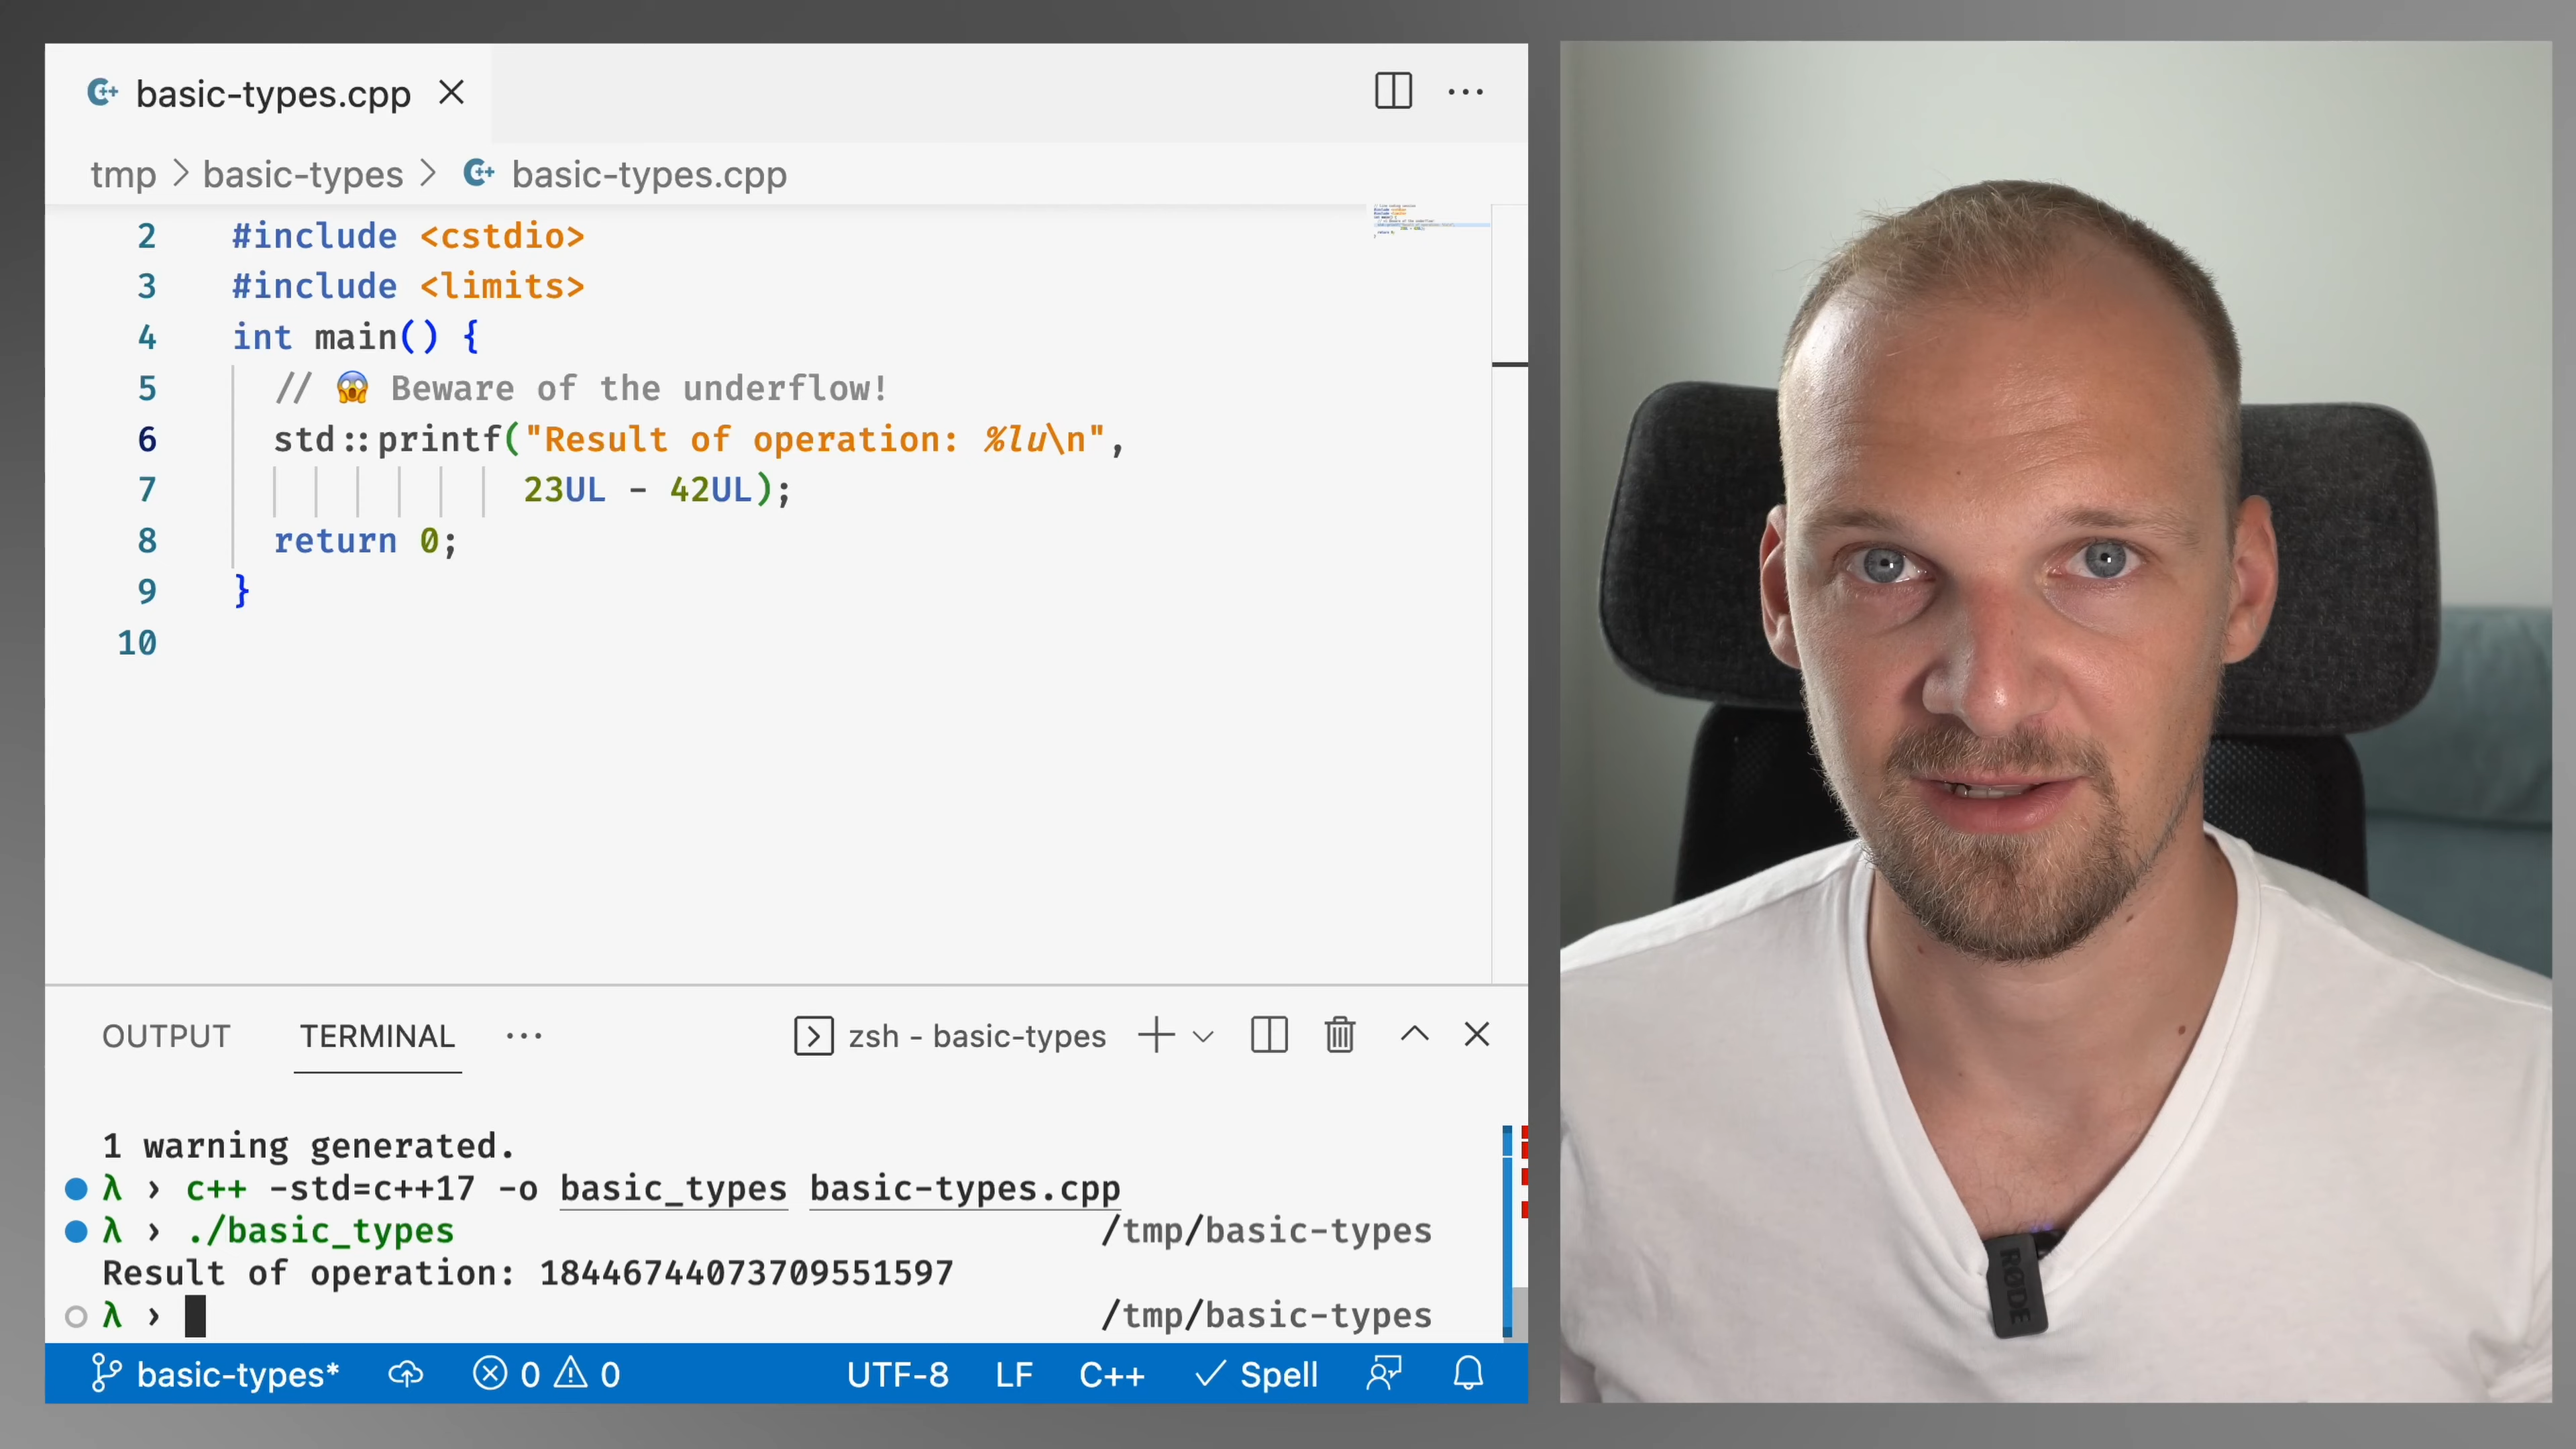 basic-types.cpp
tmp > basic-types > basic-types.cpp
2 #include <cstdio>
3 #include <limits>
4 int main() {
5 // 😱 Beware of the underflow!
6 std::printf("Result of operation: %lu\n",
7 23UL - 42UL);
8 return 0;
9 }
10
OUTPUT TERMINAL ··· zsh - basic-types
1 warning generated.
λ › c++ -std=c++17 -o basic_types basic-types.cpp
λ › ./basic_types /tmp/basic-types
Result of operation: 18446744073709551597
λ › /tmp/basic-types
basic-types* 0 0 UTF-8 LF C++ ✓ Spell
RØDE